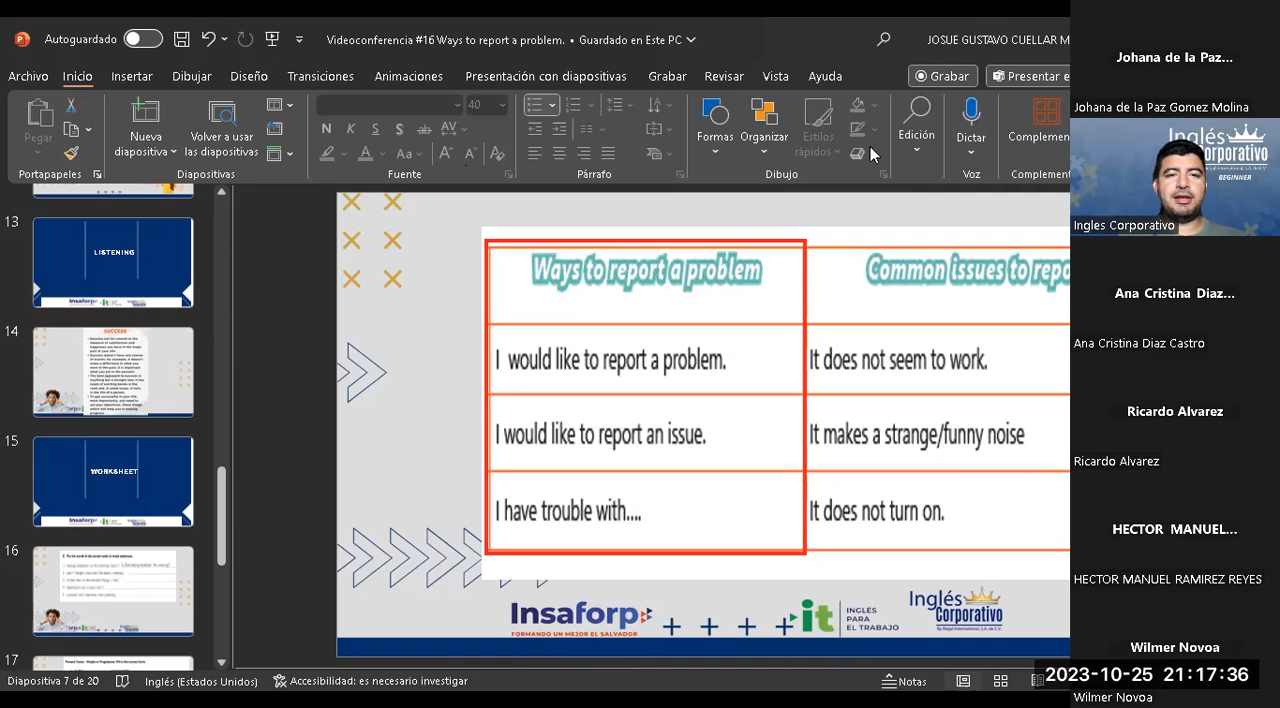 Autoguardado
Videoconferencia #16 Ways to report a problem. • Guardado en Este PC
JOSUE GUSTAVO CUELLAR M
Archivo Inicio Insertar Dibujar Diseño Transiciones Animaciones Presentación con diapositivas Grabar Revisar Vista Ayuda
Grabar
Presentar e
Pegar
Nueva diapositiva
Volver a usar las diapositivas
40
N K S S ab AV
A Aa A A A
Formas
Organizar
Estilos rápidos
Edición
Dictar
Complemen
Portapapeles
Diapositivas
Fuente
Párrafo
Dibujo
Voz
Complement
13
LISTENING
14
SUCCESS
15
WORKSHEET
16
17
Ways to report a problem
Common issues to repo
I would like to report a problem.
It does not seem to work.
I would like to report an issue.
It makes a strange/funny noise
I have trouble with....
It does not turn on.
Insaforp
FORMANDO UN MEJOR EL SALVADOR
it
INGLÉS
PARA
EL TRABAJO
Inglés
Corporativo
Diapositiva 7 de 20
Inglés (Estados Unidos)
Accesibilidad: es necesario investigar
Notas
Johana de la Paz...
Johana de la Paz Gomez Molina
Inglés
Corporativo
BEGINNER
Ingles Corporativo
Ana Cristina Diaz...
Ana Cristina Diaz Castro
Ricardo Alvarez
Ricardo Alvarez
HECTOR MANUEL...
HECTOR MANUEL RAMIREZ REYES
Wilmer Novoa
2023-10-25 21:17:36
Wilmer Novoa